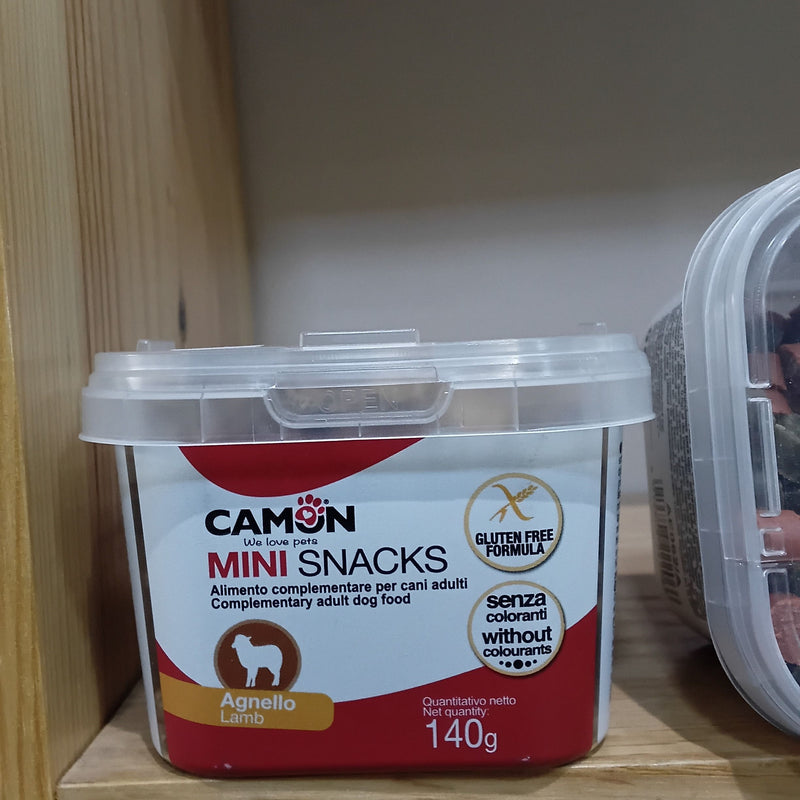 OPEN
CAMON
We love pets
MINI SNACKS
Alimento complementare per cani adulti
Complementary adult dog food
GLUTEN FREE
FORMULA
senza
coloranti
without
colourants
Agnello
Lamb
Quantitativo netto
Net quantity:
140g